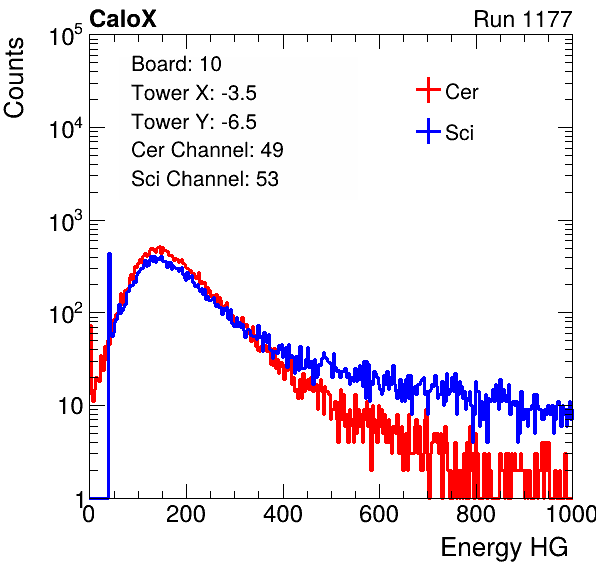 CaloX Run 1177
Counts
10^5
10^4
10^3
10^2
10
1
Board: 10
Tower X: -3.5
Tower Y: -6.5
Cer Channel: 49
Sci Channel: 53
Cer
Sci
0 200 400 600 800 1000
Energy HG